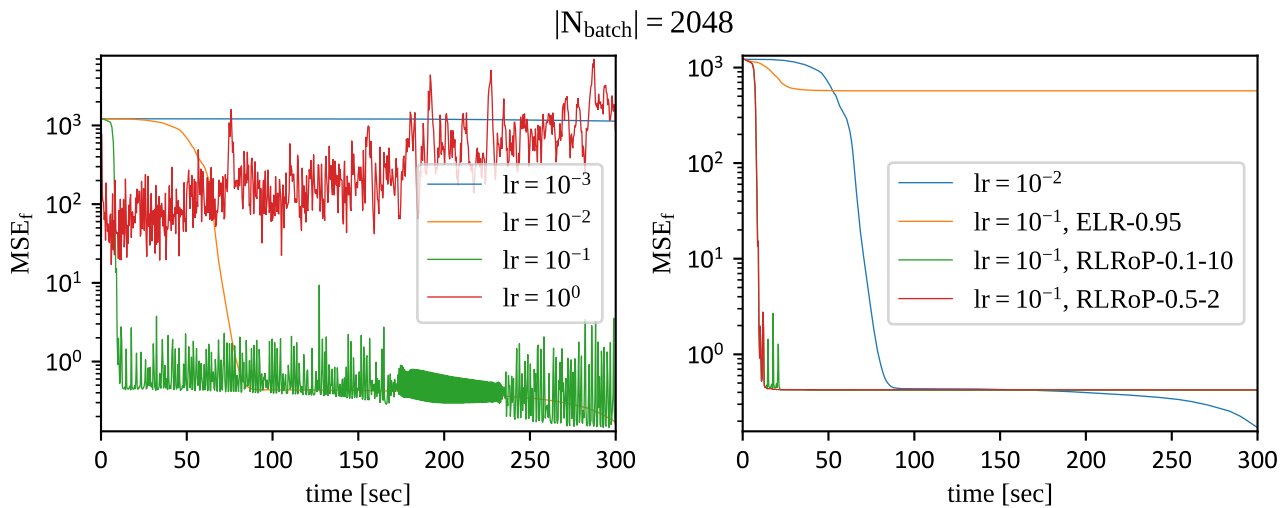 |N_batch| = 2048
MSE_f
10³
10²
10¹
10⁰
0 50 100 150 200 250 300
time [sec]
lr = 10⁻³
lr = 10⁻²
lr = 10⁻¹
lr = 10⁰
MSE_f
10³
10²
10¹
10⁰
0 50 100 150 200 250 300
time [sec]
lr = 10⁻²
lr = 10⁻¹, ELR-0.95
lr = 10⁻¹, RLRoP-0.1-10
lr = 10⁻¹, RLRoP-0.5-2